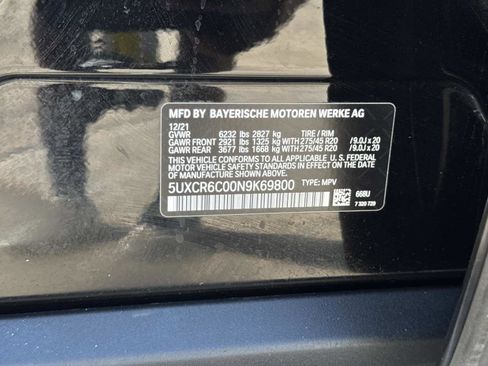 MFD BY BAYERISCHE MOTOREN WERKE AG
12/21
GVWR 6232 lbs 2827 kg TIRE / RIM
GAWR FRONT 2921 lbs 1325 kg WITH 275/45 R20 / 9.0J x 20
GAWR REAR 3677 lbs 1668 kg WITH 275/45 R20 / 9.0J x 20
THIS VEHICLE CONFORMS TO ALL APPLICABLE U. S. FEDERAL
MOTOR VEHICLE SAFETY STANDARDS IN EFFECT ON THE
DATE OF MANUFACTURE SHOWN ABOVE.
5UXCR6C00N9K69800 TYPE: MPV
668U
7 320 729